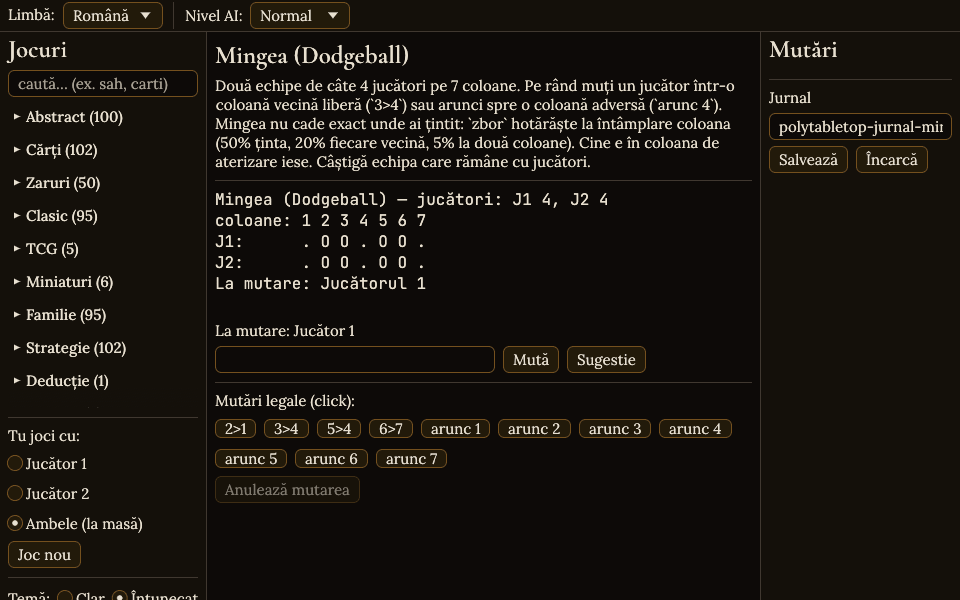 Limbă: Română Nivel AI: Normal
Jocuri
caută... (ex. sah, carti)
Abstract (100)
Cărți (102)
Zaruri (50)
Clasic (95)
TCG (5)
Miniaturi (6)
Familie (95)
Strategie (102)
Deducție (1)
Tu joci cu:
Jucător 1
Jucător 2
Ambele (la masă)
Joc nou
Temă: Clar Întunecat
Mingea (Dodgeball)
Două echipe de câte 4 jucători pe 7 coloane. Pe rând muți un jucător într-o
coloană vecină liberă (`3>4`) sau arunci spre o coloană adversă (`arunc 4`).
Mingea nu cade exact unde ai țintit: `zbor` hotărăște la întâmplare coloana
(50% ținta, 20% fiecare vecină, 5% la două coloane). Cine e în coloana de
aterizare iese. Câștigă echipa care rămâne cu jucători.
Mingea (Dodgeball) — jucători: J1 4, J2 4
coloane: 1 2 3 4 5 6 7
J1: . O O . O O .
J2: . O O . O O .
La mutare: Jucătorul 1
La mutare: Jucător 1
Mută Sugestie
Mutări legale (click):
2>1 3>4 5>4 6>7 arunc 1 arunc 2 arunc 3 arunc 4
arunc 5 arunc 6 arunc 7
Anulează mutarea
Mutări
Jurnal
polytabletop-jurnal-min
Salvează Încarcă